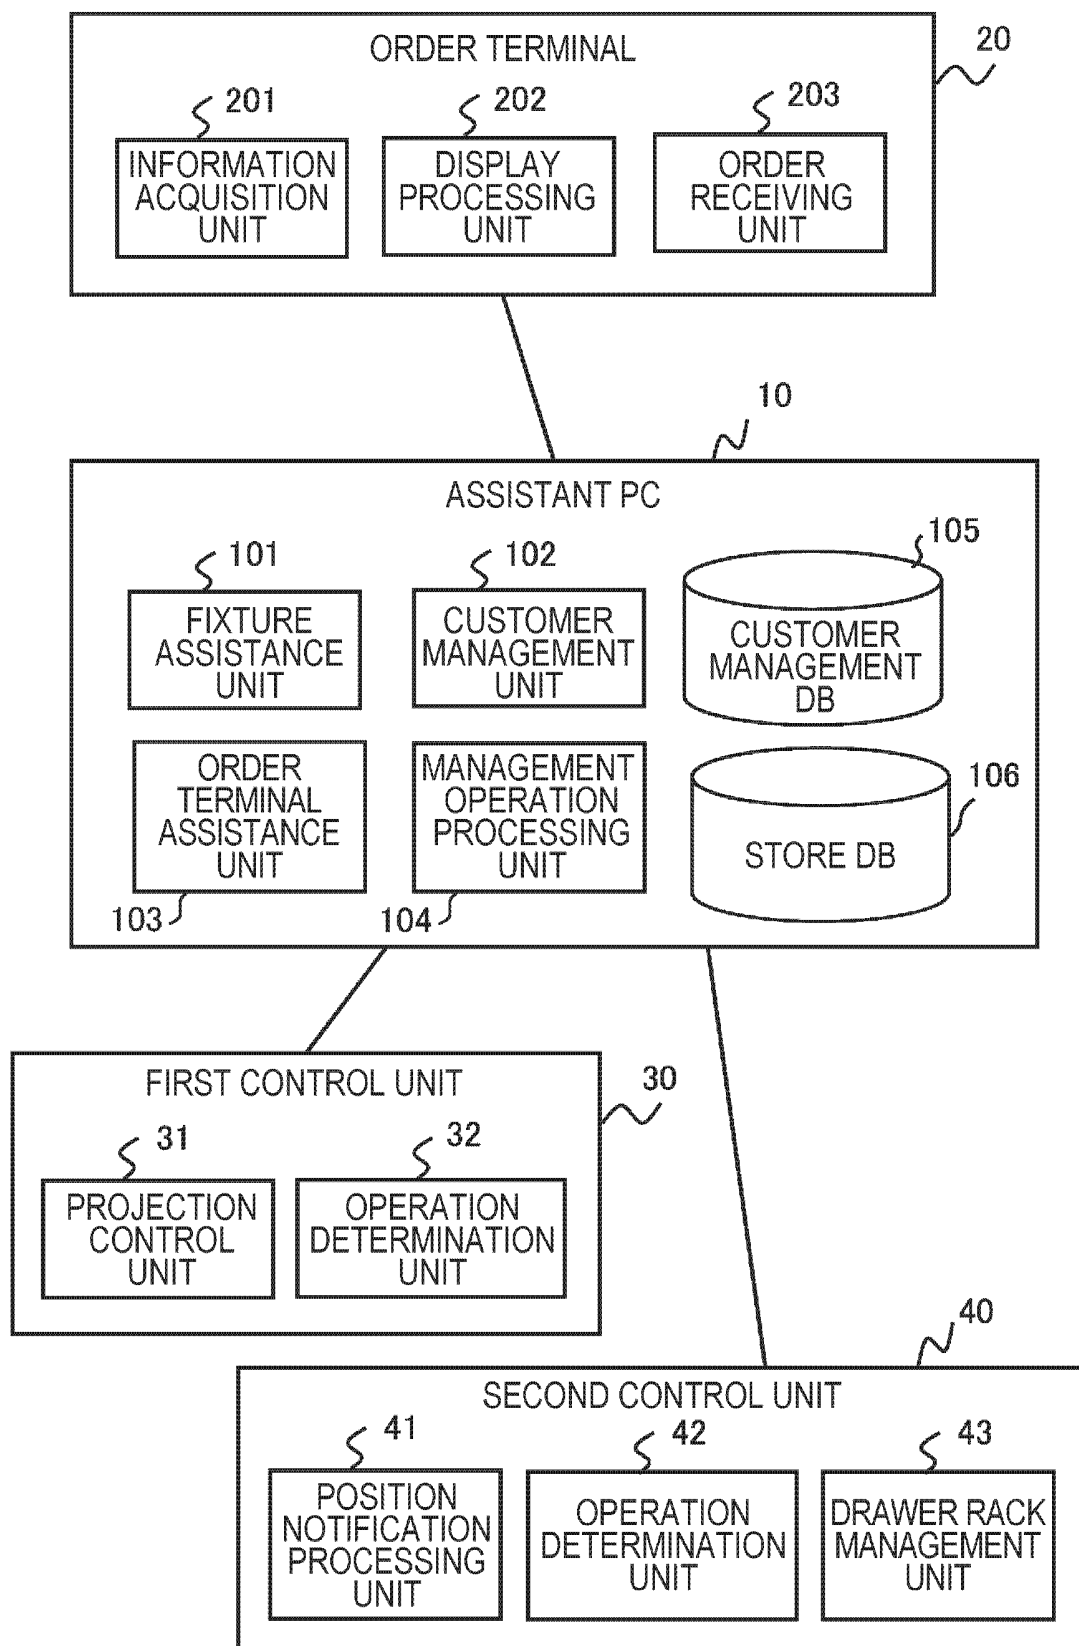 ORDER TERMINAL
20
201
202
203
INFORMATION
ACQUISITION
UNIT
DISPLAY
PROCESSING
UNIT
ORDER
RECEIVING
UNIT
10
ASSISTANT PC
101
102
105
FIXTURE
ASSISTANCE
UNIT
CUSTOMER
MANAGEMENT
UNIT
CUSTOMER
MANAGEMENT
DB
ORDER
TERMINAL
ASSISTANCE
UNIT
MANAGEMENT
OPERATION
PROCESSING
UNIT
106
STORE DB
103
104
FIRST CONTROL UNIT
30
31
32
PROJECTION
CONTROL
UNIT
OPERATION
DETERMINATION
UNIT
40
SECOND CONTROL UNIT
41
42
43
POSITION
NOTIFICATION
PROCESSING
UNIT
OPERATION
DETERMINATION
UNIT
DRAWER RACK
MANAGEMENT
UNIT